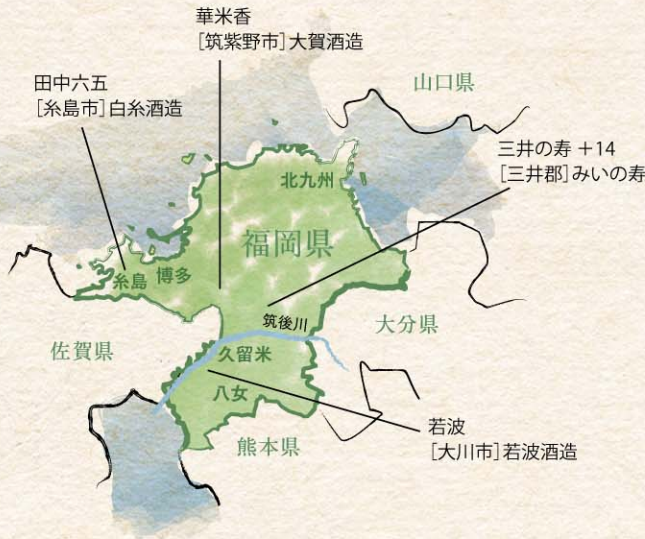 華米香
[筑紫野市]大賀酒造
田中六五
[糸島市]白糸酒造
山口県
三井の寿 +14
[三井郡]みいの寿
北九州
福岡県
糸島
博多
筑後川
大分県
佐賀県
久留米
八女
若波
[大川市]若波酒造
熊本県